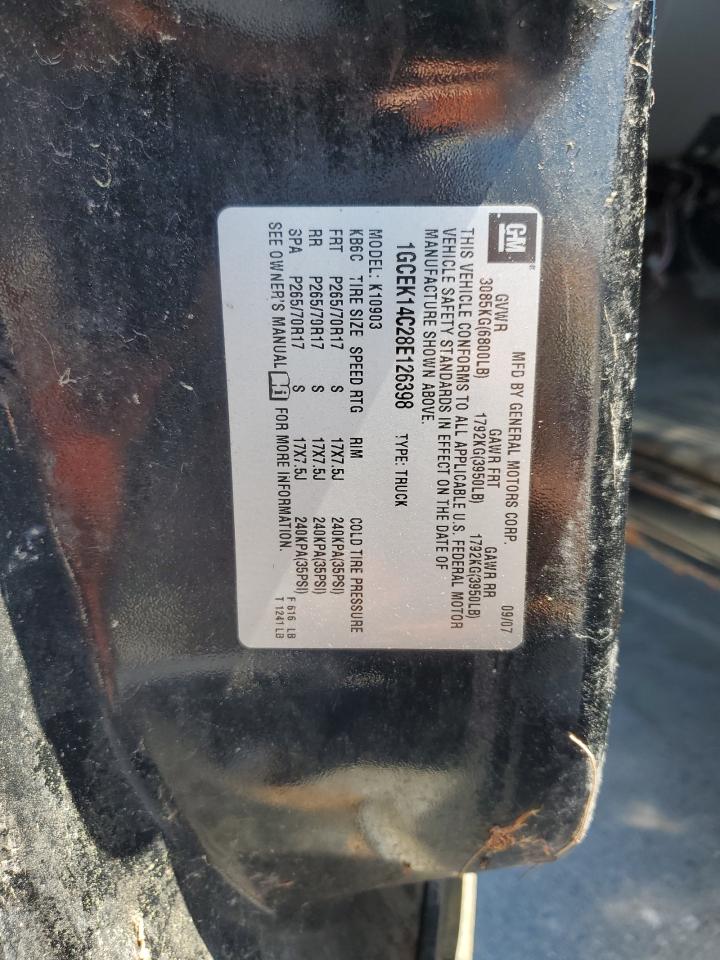 GM ® MFD BY GENERAL MOTORS CORP. 09/07
GVWR GAWR FRT GAWR RR
3085KG(6800LB) 1792KG(3950LB) 1792KG(3950LB)
THIS VEHICLE CONFORMS TO ALL APPLICABLE U.S. FEDERAL MOTOR
VEHICLE SAFETY STANDARDS IN EFFECT ON THE DATE OF
MANUFACTURE SHOWN ABOVE.
1GCEK14C28E126398 TYPE: TRUCK
MODEL: K10903
KB6C TIRE SIZE SPEED RTG RIM COLD TIRE PRESSURE
FRT P265/70R17 S 17X7.5J 240KPA(35PSI)
RR P265/70R17 S 17X7.5J 240KPA(35PSI)
SPA P265/70R17 S 17X7.5J 240KPA(35PSI) F 616 LB
SEE OWNER'S MANUAL FOR MORE INFORMATION. T 1241 LB